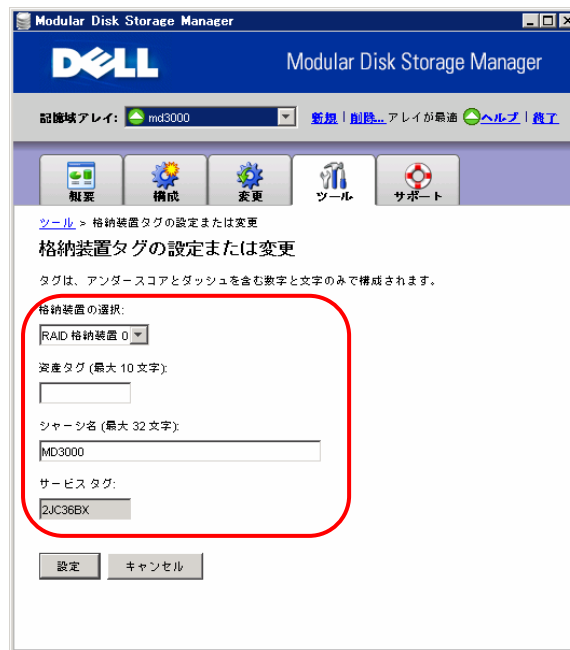 Modular Disk Storage Manager
DELL Modular Disk Storage Manager
記憶域アレイ: md3000 新規 | 削除... アレイが最適 ヘルプ | 終了
概要 構成 変更 ツール サポート
ツール > 格納装置タグの設定または変更
格納装置タグの設定または変更
タグは、アンダースコアとダッシュを含む数字と文字のみで構成されます。
格納装置の選択:
RAID 格納装置 0
資産タグ (最大 10 文字):
シャーシ名 (最大 32 文字):
MD3000
サービス タグ:
2JC36BX
設定 キャンセル